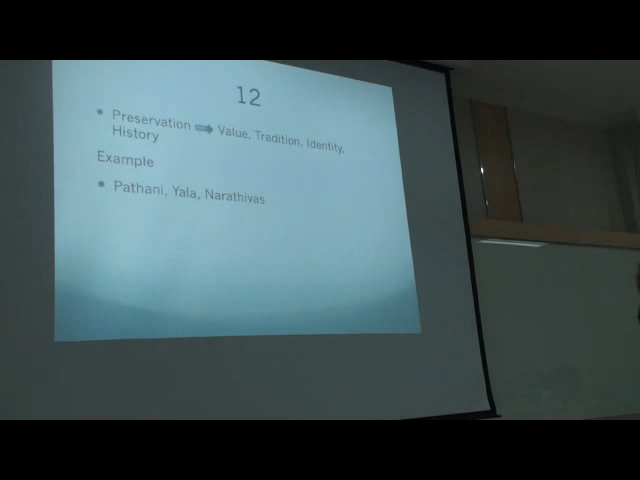 12
• Preservation ➡ Value, Tradition, Identity,
History
Example
• Pathani, Yala, Narathivas